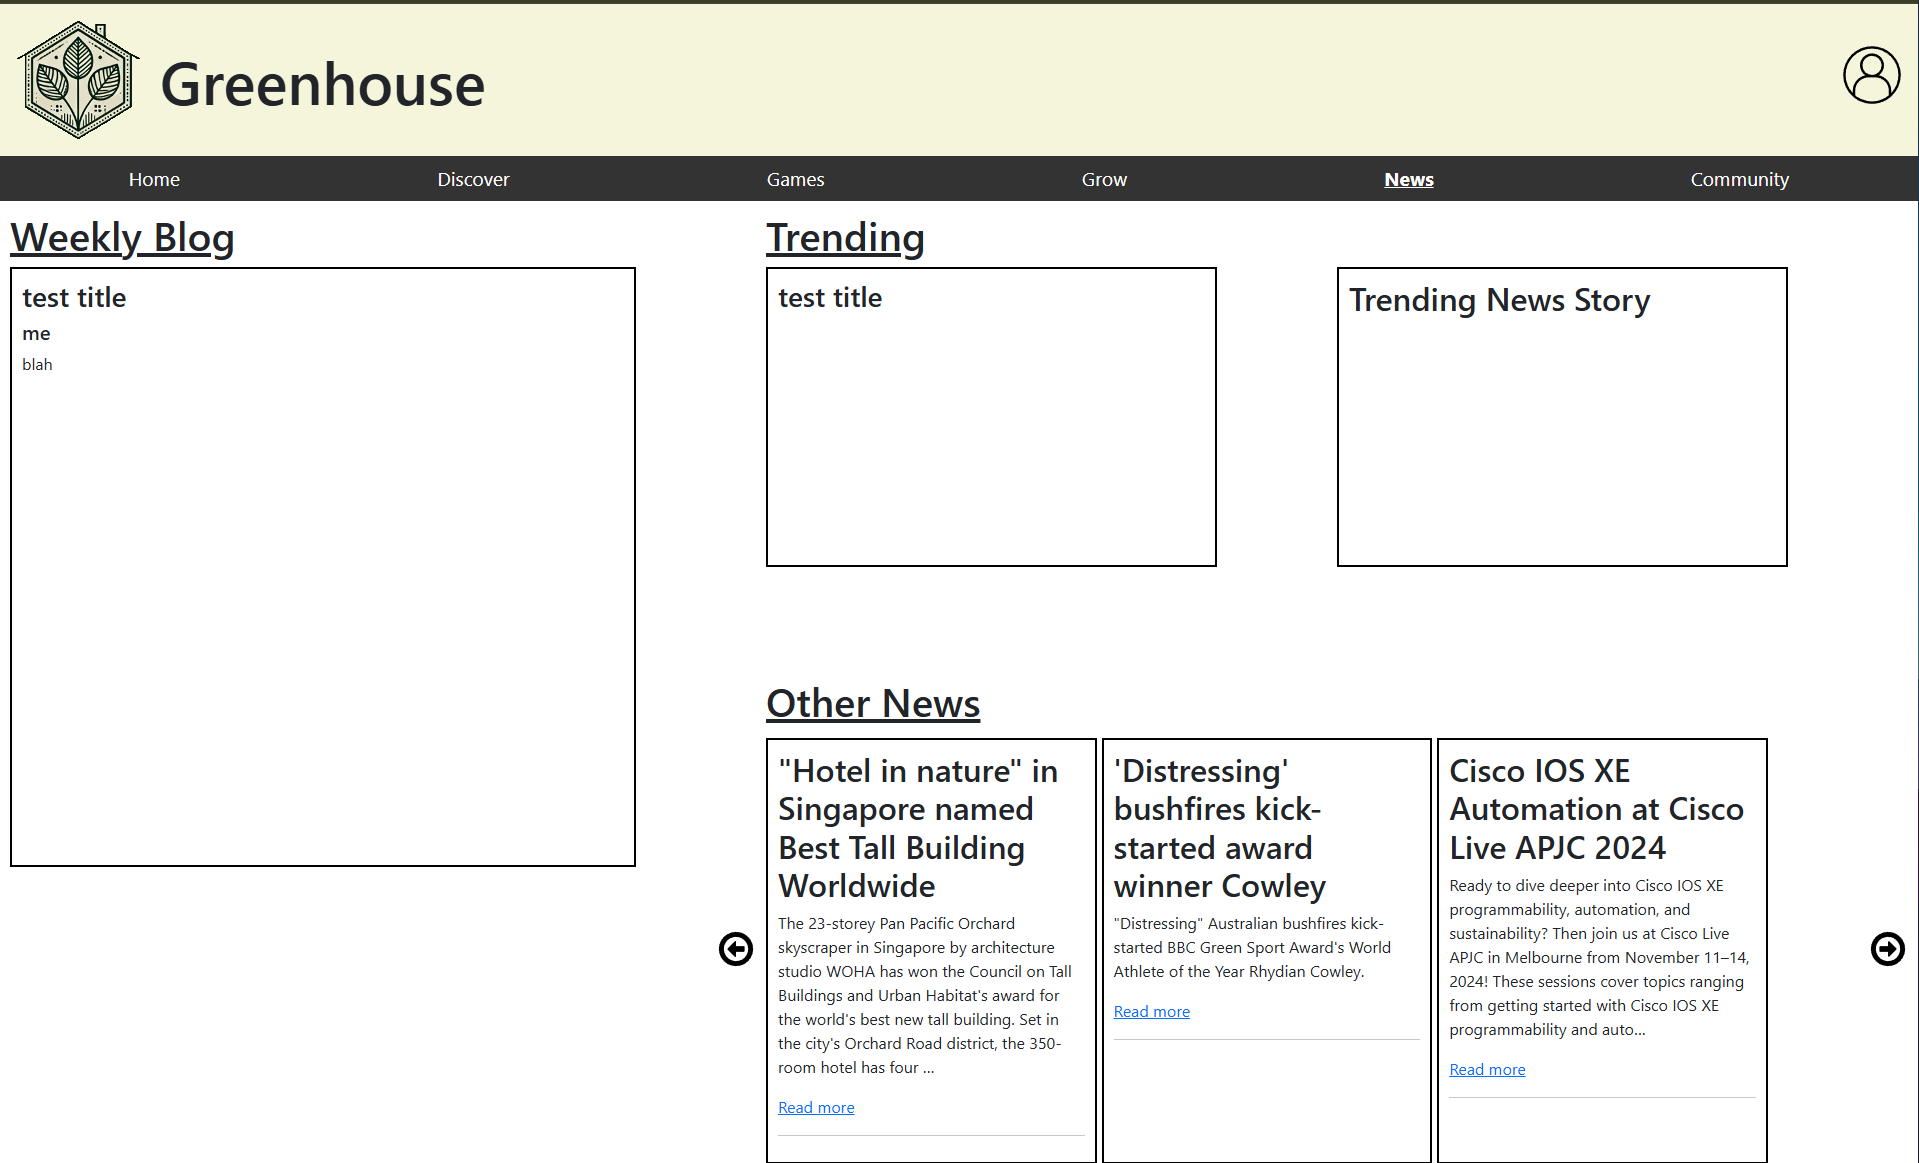 Greenhouse
Home
Discover
Games
Grow
News
Community
Weekly Blog
test title
me
blah
Trending
test title
Trending News Story
Other News
"Hotel in nature" in
Singapore named
Best Tall Building
Worldwide
The 23-storey Pan Pacific Orchard
skyscraper in Singapore by architecture
studio WOHA has won the Council on Tall
Buildings and Urban Habitat's award for
the world's best new tall building. Set in
the city's Orchard Road district, the 350-
room hotel has four ...
Read more
'Distressing'
bushfires kick-
started award
winner Cowley
"Distressing" Australian bushfires kick-
started BBC Green Sport Award's World
Athlete of the Year Rhydian Cowley.
Read more
Cisco IOS XE
Automation at Cisco
Live APJC 2024
Ready to dive deeper into Cisco IOS XE
programmability, automation, and
sustainability? Then join us at Cisco Live
APJC in Melbourne from November 11–14,
2024! These sessions cover topics ranging
from getting started with Cisco IOS XE
programmability and auto...
Read more